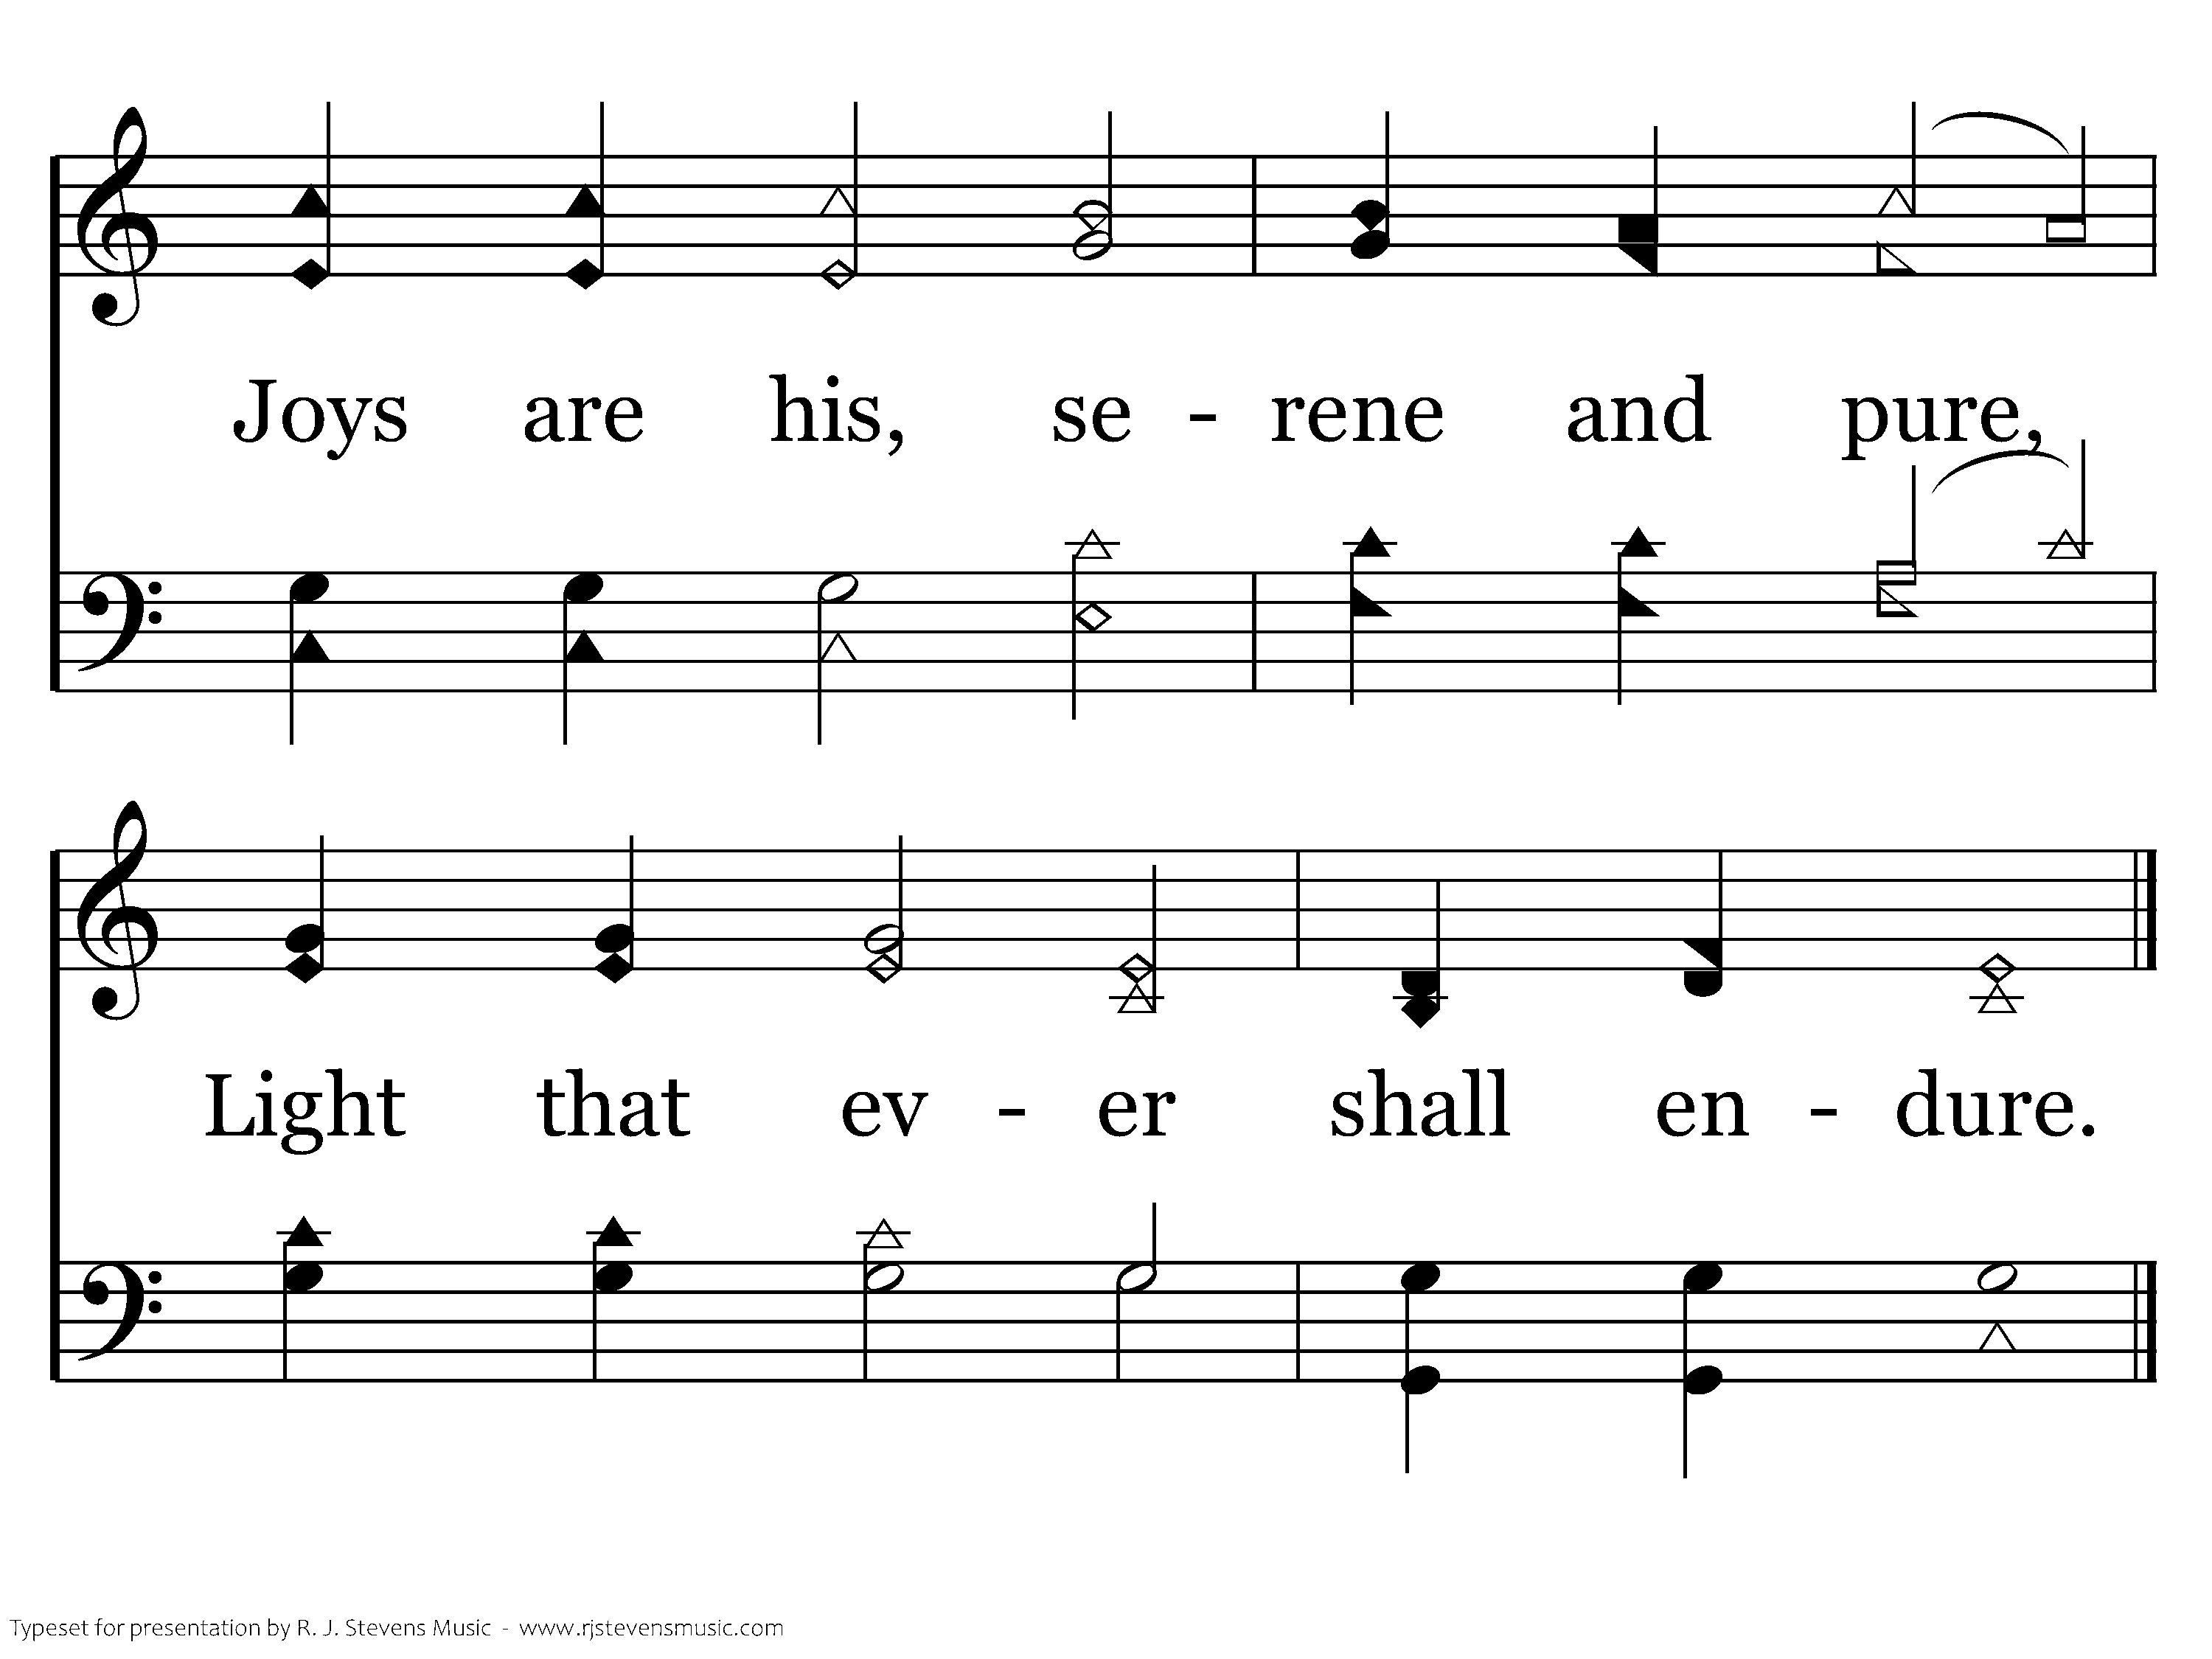 Joys are his, se - rene and pure,
Light that ev - er shall en - dure.
Typeset for presentation by R. J. Stevens Music - www.rjstevensmusic.com